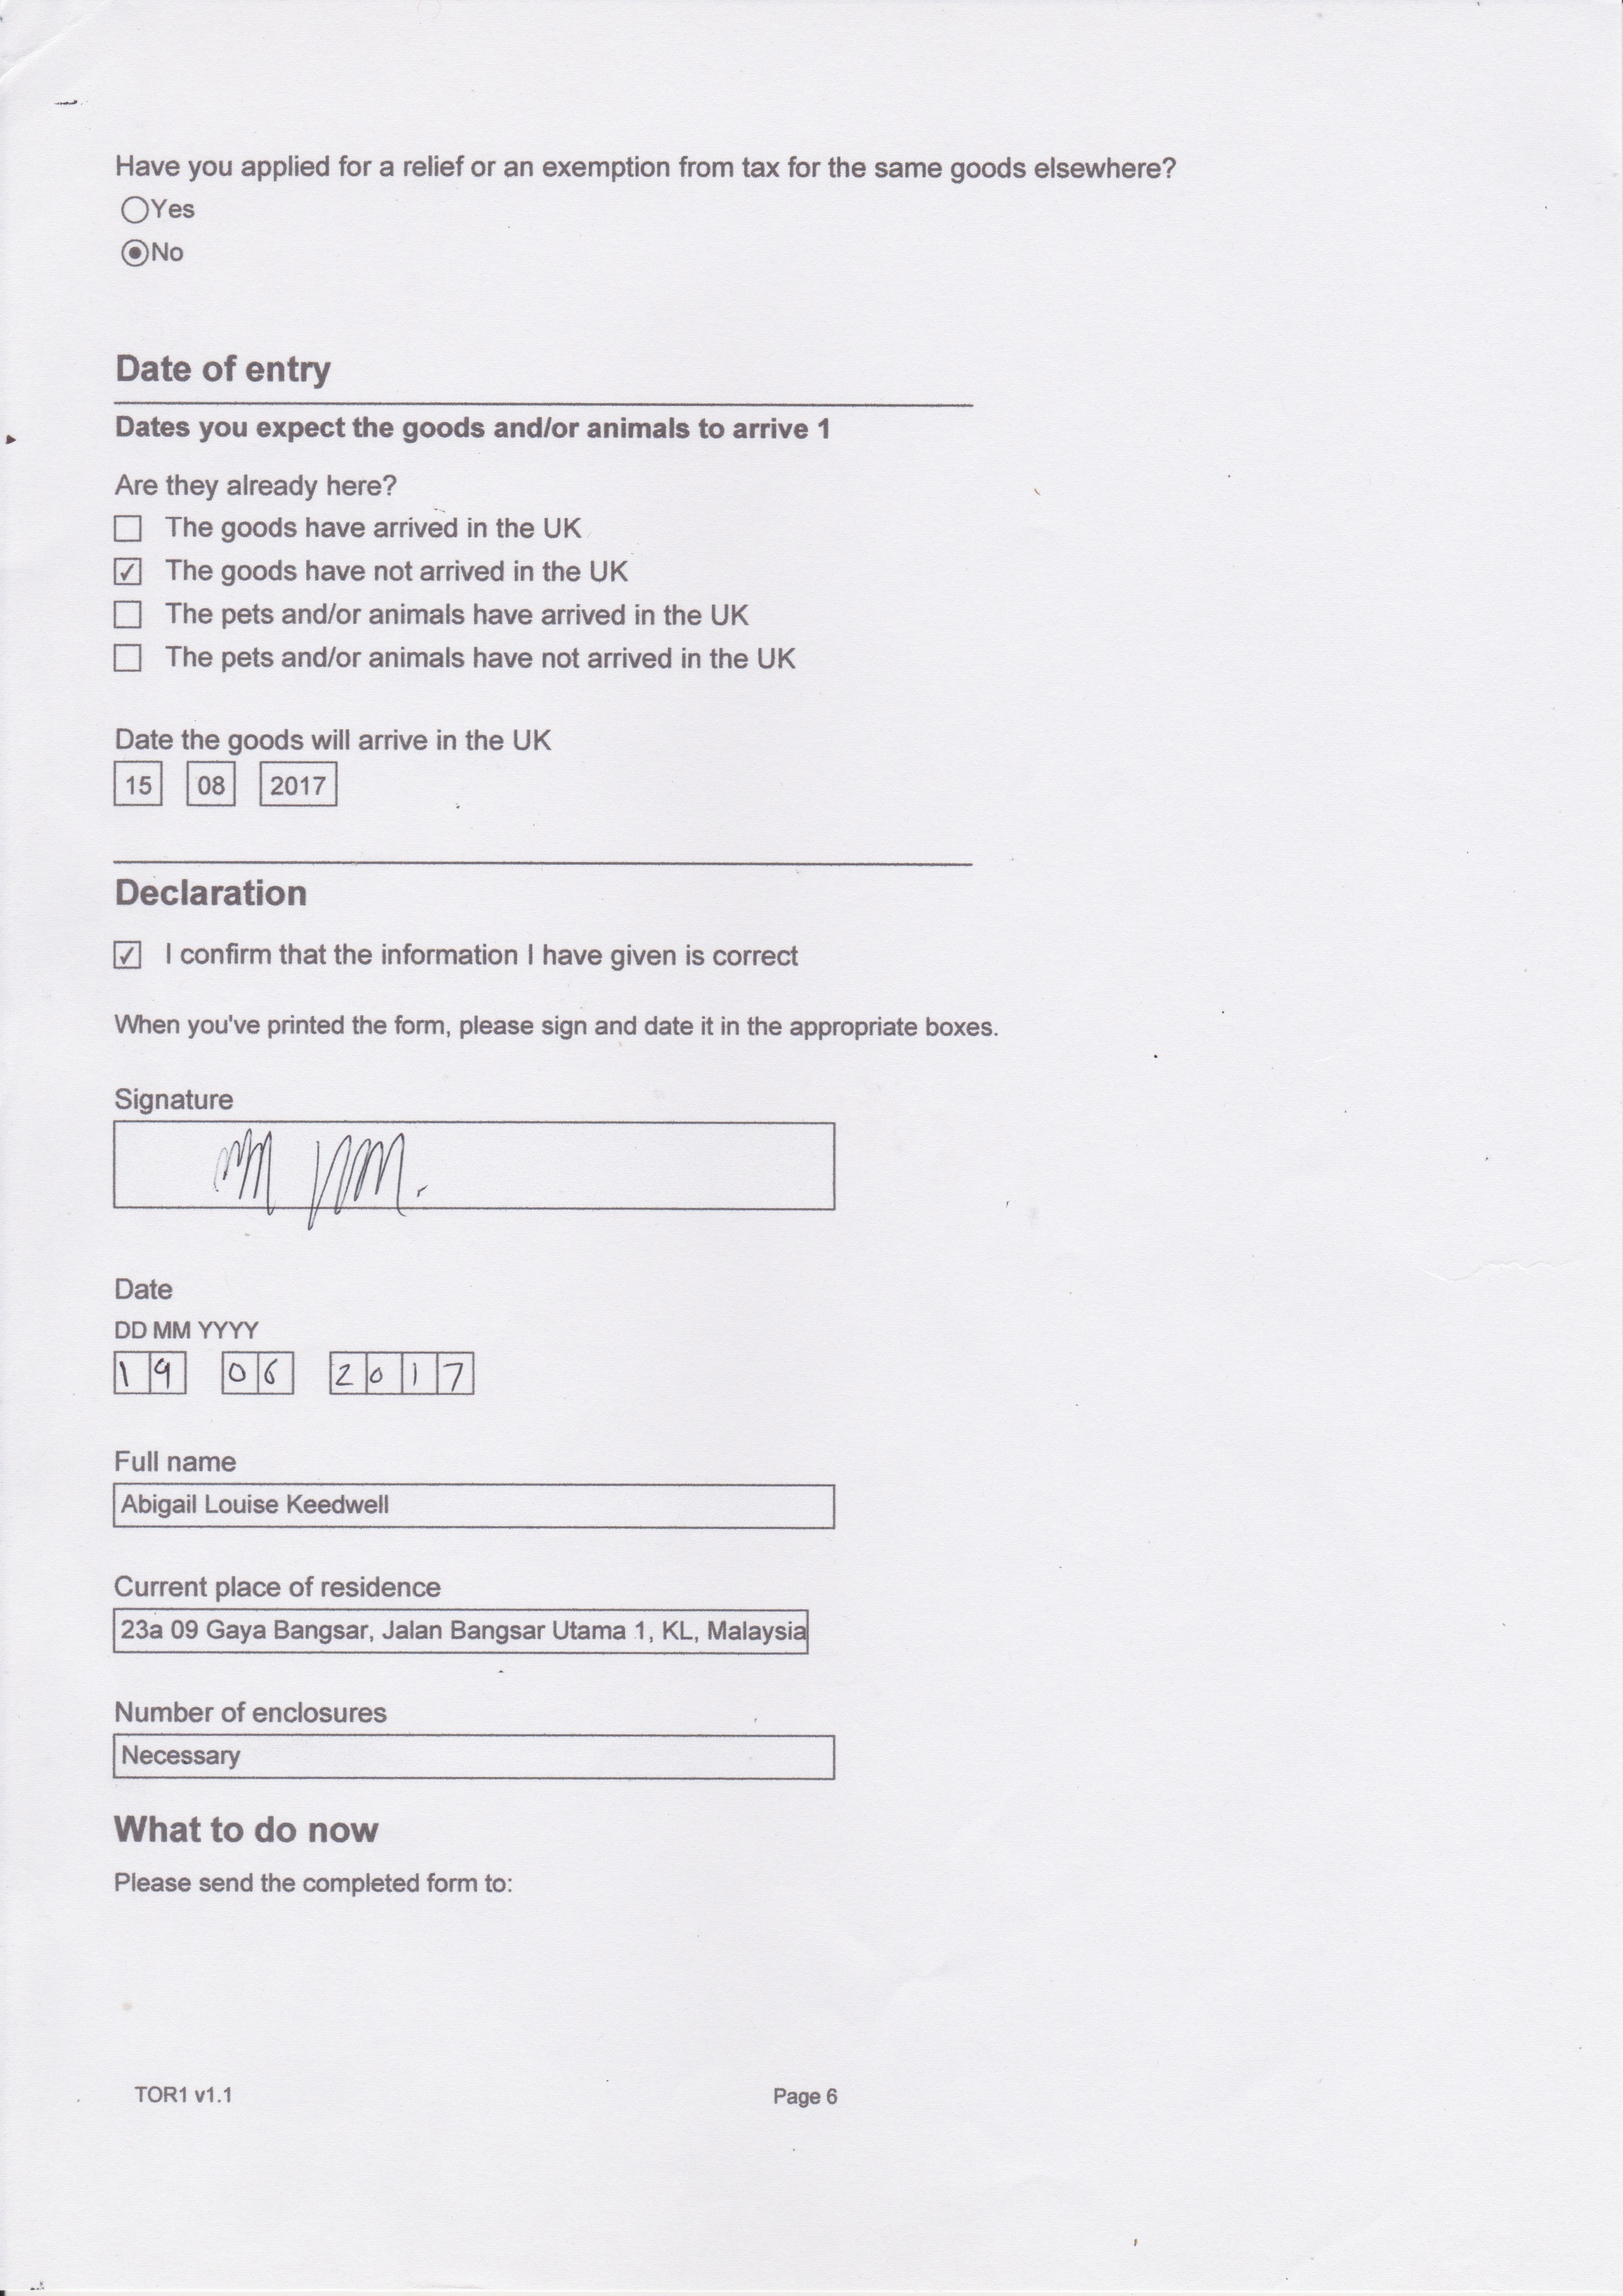 Have you applied for a relief or an exemption from tax for the same goods elsewhere?
Yes
No
Date of entry
Dates you expect the goods and/or animals to arrive 1
Are they already here?
The goods have arrived in the UK
The goods have not arrived in the UK
The pets and/or animals have arrived in the UK
The pets and/or animals have not arrived in the UK
Date the goods will arrive in the UK
15 08 2017
Declaration
I confirm that the information I have given is correct
When you've printed the form, please sign and date it in the appropriate boxes.
Signature
Date
DD MM YYYY
19 06 2017
Full name
Abigail Louise Keedwell
Current place of residence
23a 09 Gaya Bangsar, Jalan Bangsar Utama 1, KL, Malaysia
Number of enclosures
Necessary
What to do now
Please send the completed form to:
TOR1 v1.1 Page 6